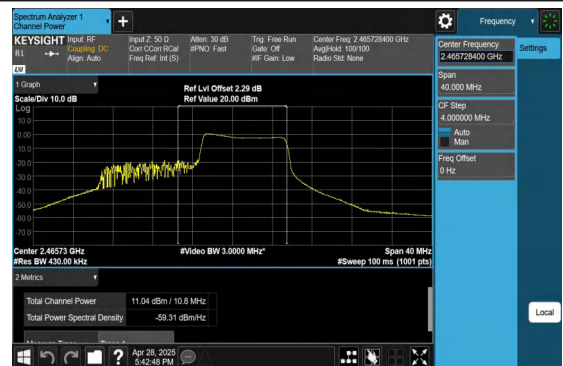 Spectrum Analyzer 1
Channel Power
Frequency
KEYSIGHT
Input: RF
Input Z: 50 Ω
Atten: 30 dB
Trig: Free Run
Center Freq: 2.465728400 GHz
RL
Coupling: DC
Corr CCorr RCal
#PNO: Fast
Gate: Off
Avg|Hold: 100/100
Align: Auto
Freq Ref: Int (S)
#IF Gain: Low
Radio Std: None
LXI
Center Frequency
2.465728400 GHz
Settings
Span
40.000 MHz
CF Step
4.000000 MHz
Auto
Man
Freq Offset
0 Hz
Local
1 Graph
Scale/Div 10.0 dB
Ref Lvl Offset 2.29 dB
Ref Value 20.00 dBm
Log
10.0
0.00
-10.0
-20.0
-30.0
-40.0
-50.0
-60.0
-70.0
Center 2.46573 GHz
#Video BW 3.0000 MHz*
Span 40 MHz
#Res BW 430.00 kHz
#Sweep 100 ms (1001 pts)
2 Metrics
Total Channel Power 11.04 dBm / 10.8 MHz
Total Power Spectral Density -59.31 dBm/Hz
?
Apr 28, 2025
5:42:48 PM